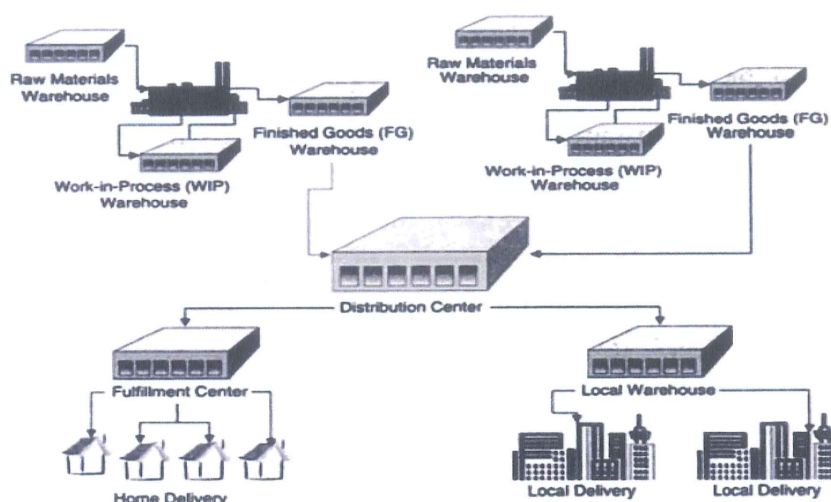 Raw Materials
Warehouse
Finished Goods (FG)
Warehouse
Work-in-Process (WIP)
Warehouse
Raw Materials
Warehouse
Finished Goods (FG)
Warehouse
Work-in-Process (WIP)
Warehouse
Distribution Center
Fulfillment Center
Local Warehouse
Home Delivery
Local Delivery
Local Delivery